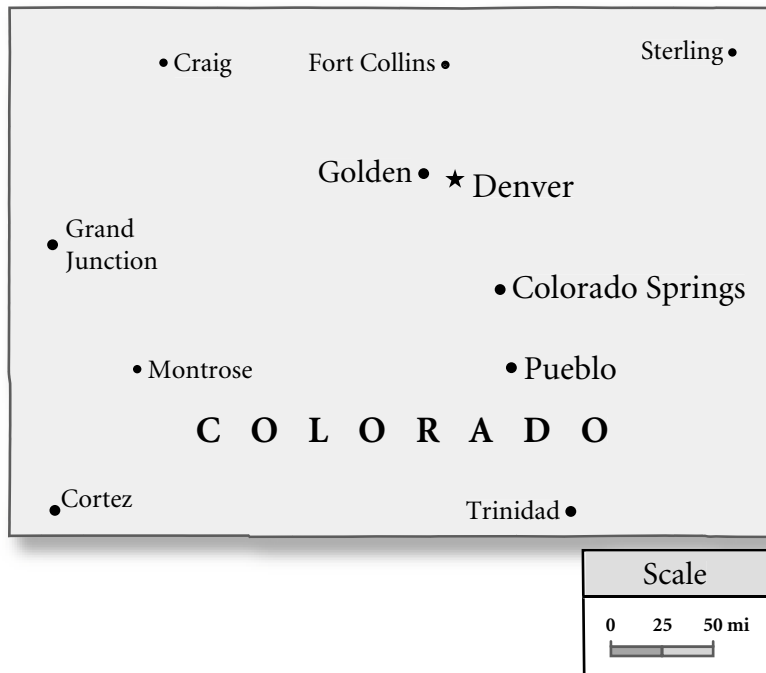 Craig
Fort Collins
Sterling
Golden
Denver
Grand
Junction
Colorado Springs
Montrose
Pueblo
COLORADO
Cortez
Trinidad
Scale
0 25 50 mi